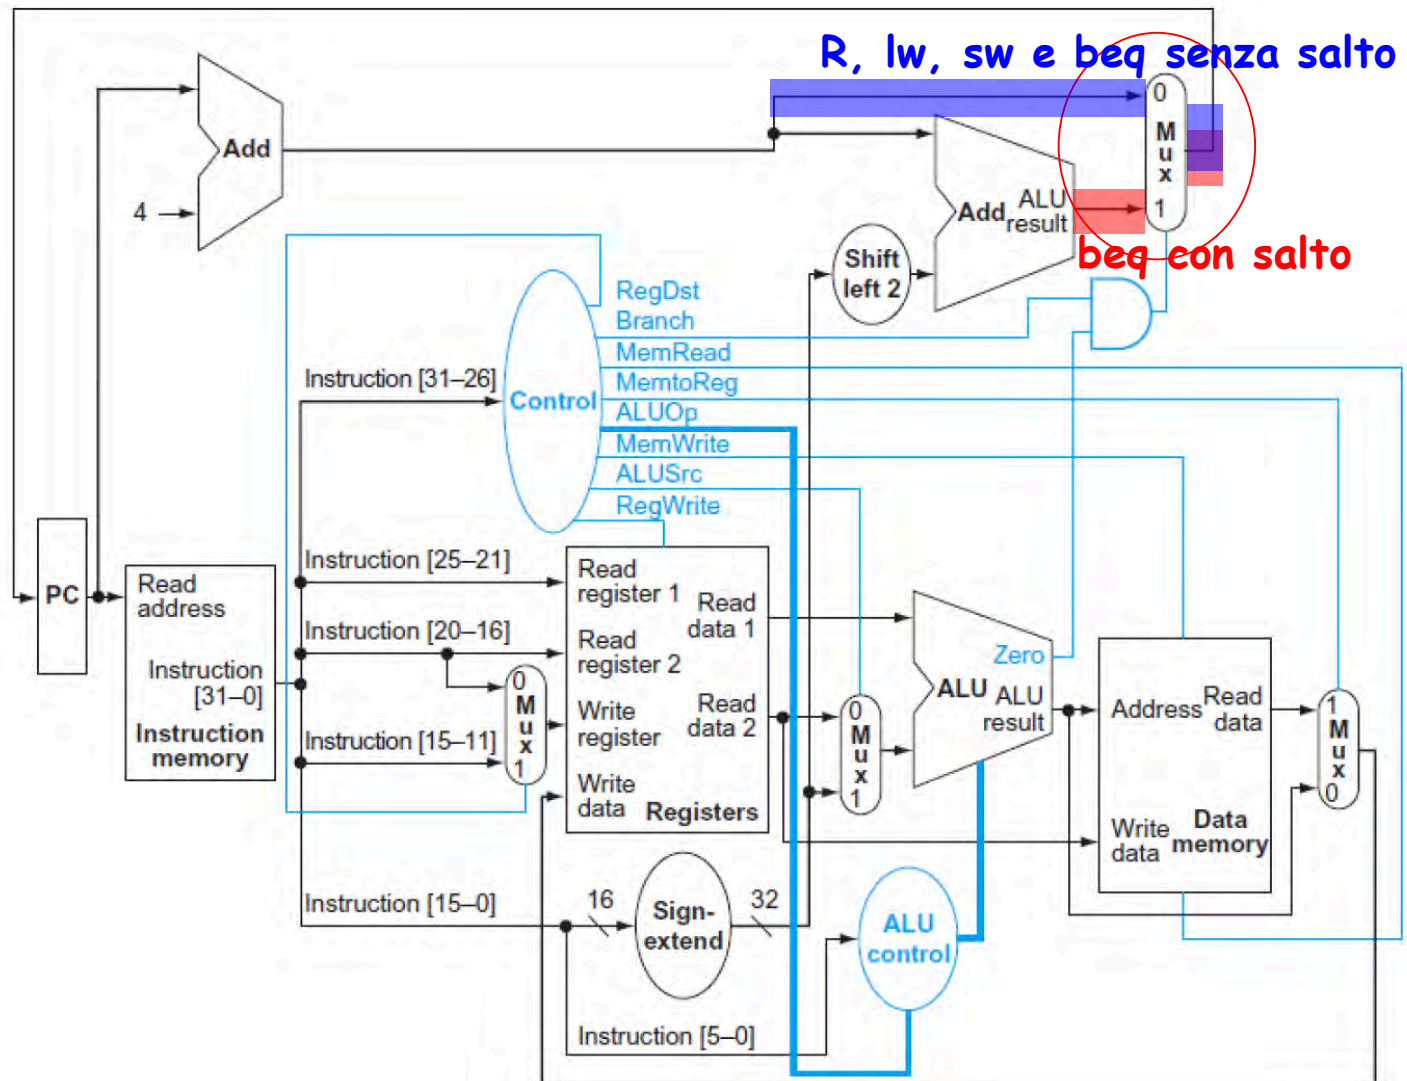 R, lw, sw e beq senza salto
0
M
u
x
1
Add
4
Add
ALU
result
beq con salto
Shift
left 2
RegDst
Branch
MemRead
MemtoReg
ALUOp
MemWrite
ALUSrc
RegWrite
Instruction [31–26]
Control
Instruction [25–21]
PC
Read
address
Instruction
[31–0]
Instruction
memory
Instruction [20–16]
0
M
u
x
1
Instruction [15–11]
Read
register 1
Read
data 1
Read
register 2
Write
register
Read
data 2
Write
data
Registers
0
M
u
x
1
Zero
ALU
ALU
result
Address
Read
data
Write
data
Data
memory
1
M
u
x
0
Instruction [15–0]
16
Sign-
extend
32
ALU
control
Instruction [5–0]